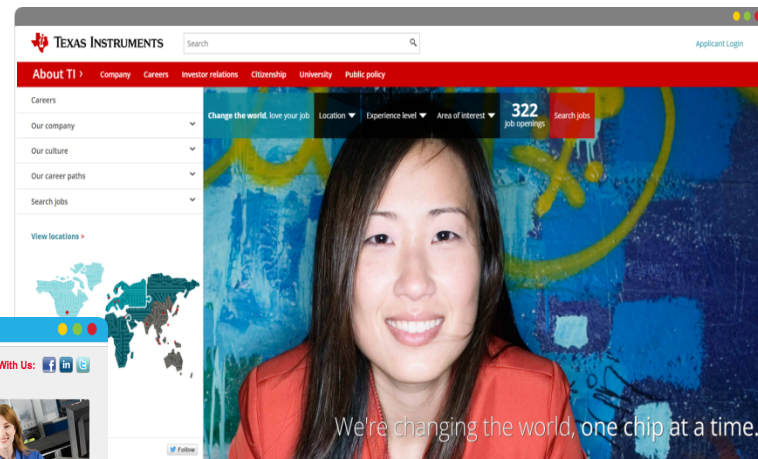 TEXAS INSTRUMENTS
Search
Applicant Login
About TI > Company Careers Investor relations Citizenship University Public policy
Careers
Our company
Our culture
Our career paths
Search jobs
View locations >
Change the world, love your job Location Experience level Area of interest 322 Job openings Search jobs
With Us:
We're changing the world, one chip at a time.
Follow